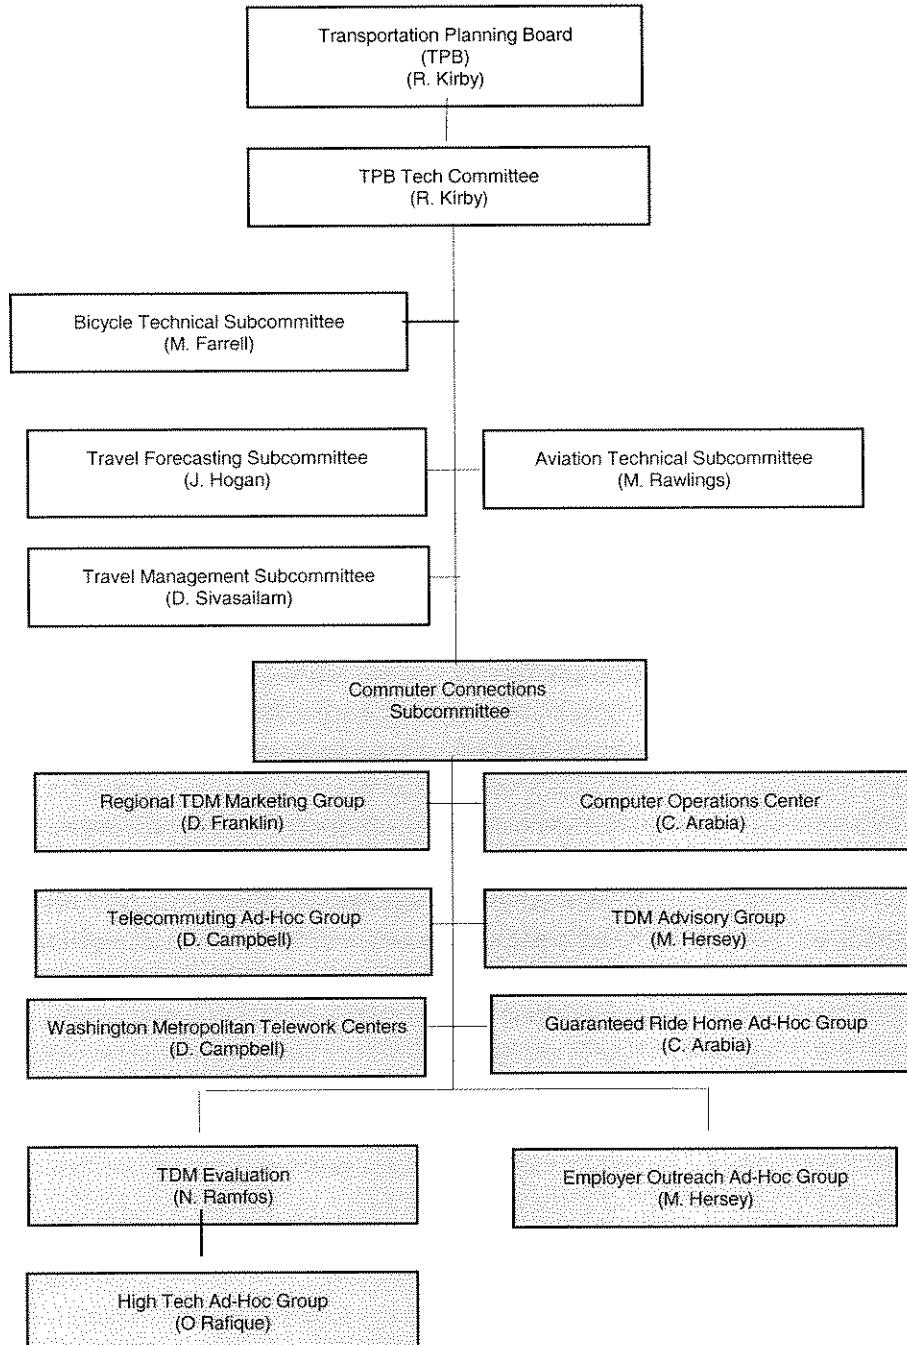 Transportation Planning Board
(TPB)
(R. Kirby)
TPB Tech Committee
(R. Kirby)
Bicycle Technical Subcommittee
(M. Farrell)
Travel Forecasting Subcommittee
(J. Hogan)
Aviation Technical Subcommittee
(M. Rawlings)
Travel Management Subcommittee
(D. Sivasailam)
Commuter Connections
Subcommittee
Regional TDM Marketing Group
(D. Franklin)
Computer Operations Center
(C. Arabia)
Telecommuting Ad-Hoc Group
(D. Campbell)
TDM Advisory Group
(M. Hersey)
Washington Metropolitan Telework Centers
(D. Campbell)
Guaranteed Ride Home Ad-Hoc Group
(C. Arabia)
TDM Evaluation
(N. Ramfos)
Employer Outreach Ad-Hoc Group
(M. Hersey)
High Tech Ad-Hoc Group
(O Rafique)